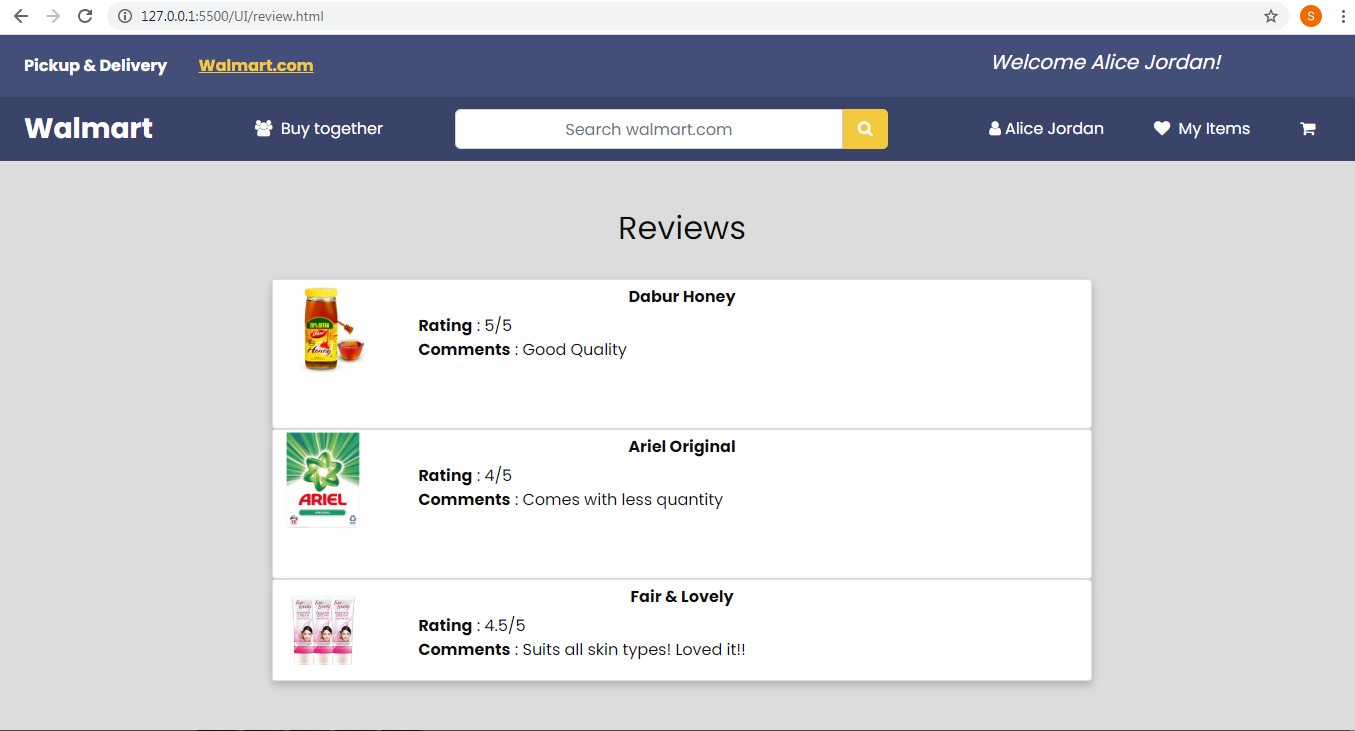 127.0.0.1:5500/UI/review.html
S
Pickup & Delivery Walmart.com Welcome Alice Jordan!
Walmart Buy together Search walmart.com Alice Jordan My Items
Reviews
Dabur Honey
Rating : 5/5
Comments : Good Quality
Honey
Ariel Original
Rating : 4/5
Comments : Comes with less quantity
ARIEL
ORIGINAL
Fair & Lovely
Rating : 4.5/5
Comments : Suits all skin types! Loved it!!